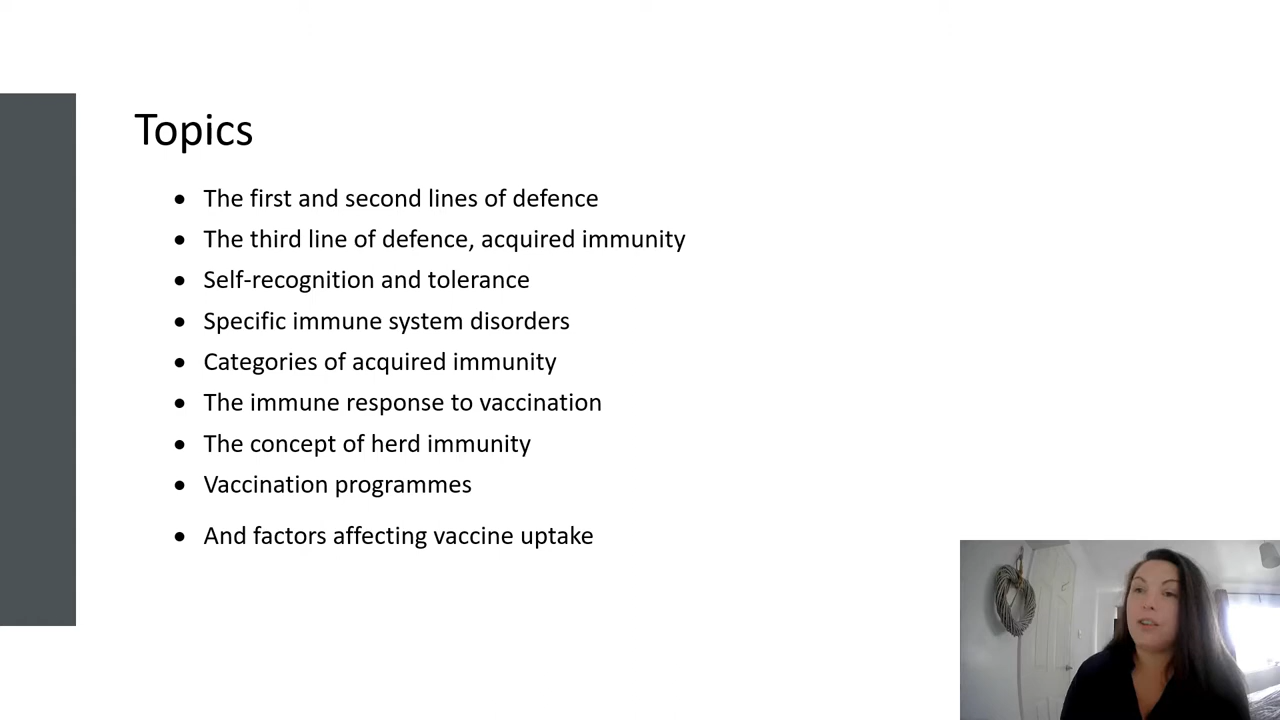 Topics
• The first and second lines of defence
• The third line of defence, acquired immunity
• Self-recognition and tolerance
• Specific immune system disorders
• Categories of acquired immunity
• The immune response to vaccination
• The concept of herd immunity
• Vaccination programmes
• And factors affecting vaccine uptake